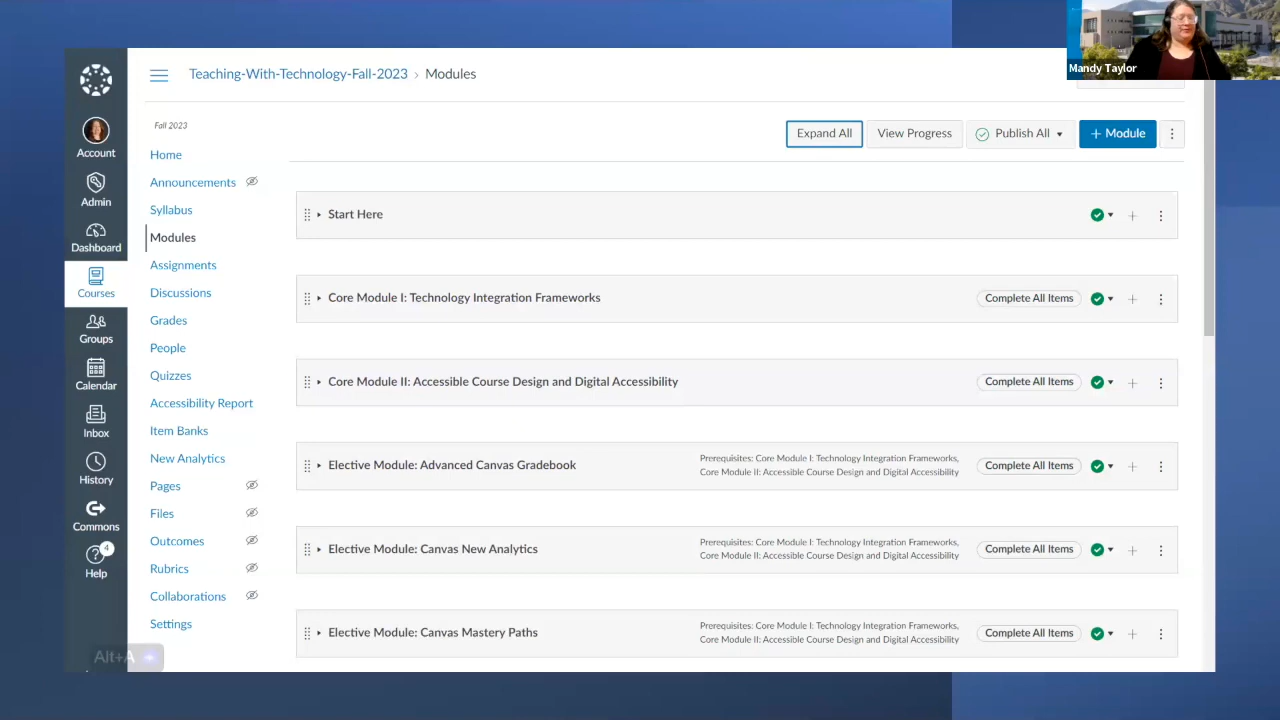 Mandy Taylor
Teaching-With-Technology-Fall-2023 › Modules
Fall 2023
Expand All
View Progress
Publish All
+ Module
Account
Admin
Dashboard
Courses
Groups
Calendar
Inbox
History
Commons
4
Help
Home
Announcements
Syllabus
Modules
Assignments
Discussions
Grades
People
Quizzes
Accessibility Report
Item Banks
New Analytics
Pages
Files
Outcomes
Rubrics
Collaborations
Settings
Start Here
Core Module I: Technology Integration Frameworks
Complete All Items
Core Module II: Accessible Course Design and Digital Accessibility
Complete All Items
Elective Module: Advanced Canvas Gradebook
Prerequisites: Core Module I: Technology Integration Frameworks,
Core Module II: Accessible Course Design and Digital Accessibility
Complete All Items
Elective Module: Canvas New Analytics
Prerequisites: Core Module I: Technology Integration Frameworks,
Core Module II: Accessible Course Design and Digital Accessibility
Complete All Items
Elective Module: Canvas Mastery Paths
Prerequisites: Core Module I: Technology Integration Frameworks,
Core Module II: Accessible Course Design and Digital Accessibility
Complete All Items
Alt+A